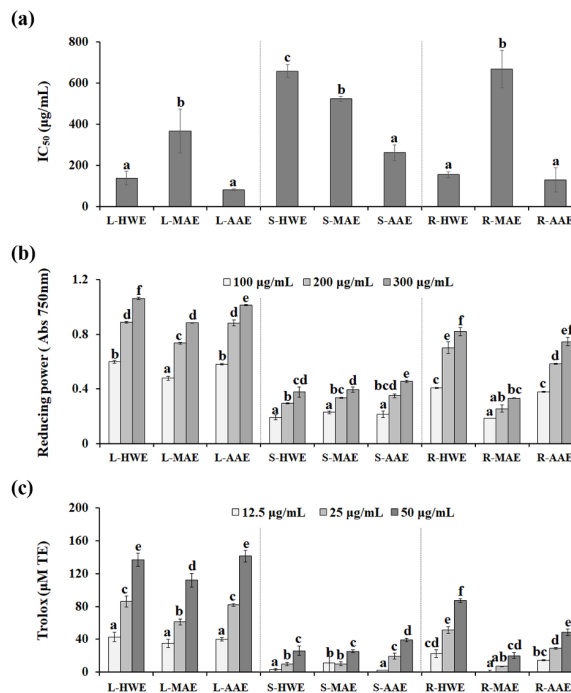 (a)
800
600
400
200
0
IC50 (µg/mL)
a b a c b a a b a
L-HWE L-MAE L-AAE S-HWE S-MAE S-AAE R-HWE R-MAE R-AAE
(b)
1.2
0.8
0.4
0
Reducing power ( Abs 750nm)
100 µg/mL 200 µg/mL 300 µg/mL
b d f a c d b d e a bc cd a bc d a bcd e c e f a ab bc c d ef
L-HWE L-MAE L-AAE S-HWE S-MAE S-AAE R-HWE R-MAE R-AAE
(c)
200
160
120
80
40
0
Trolox (µM TE)
12.5 µg/mL 25 µg/mL 50 µg/mL
a c e a b d a c e a b c b b c a c d cd e f a b c c d e
L-HWE L-MAE L-AAE S-HWE S-MAE S-AAE R-HWE R-MAE R-AAE